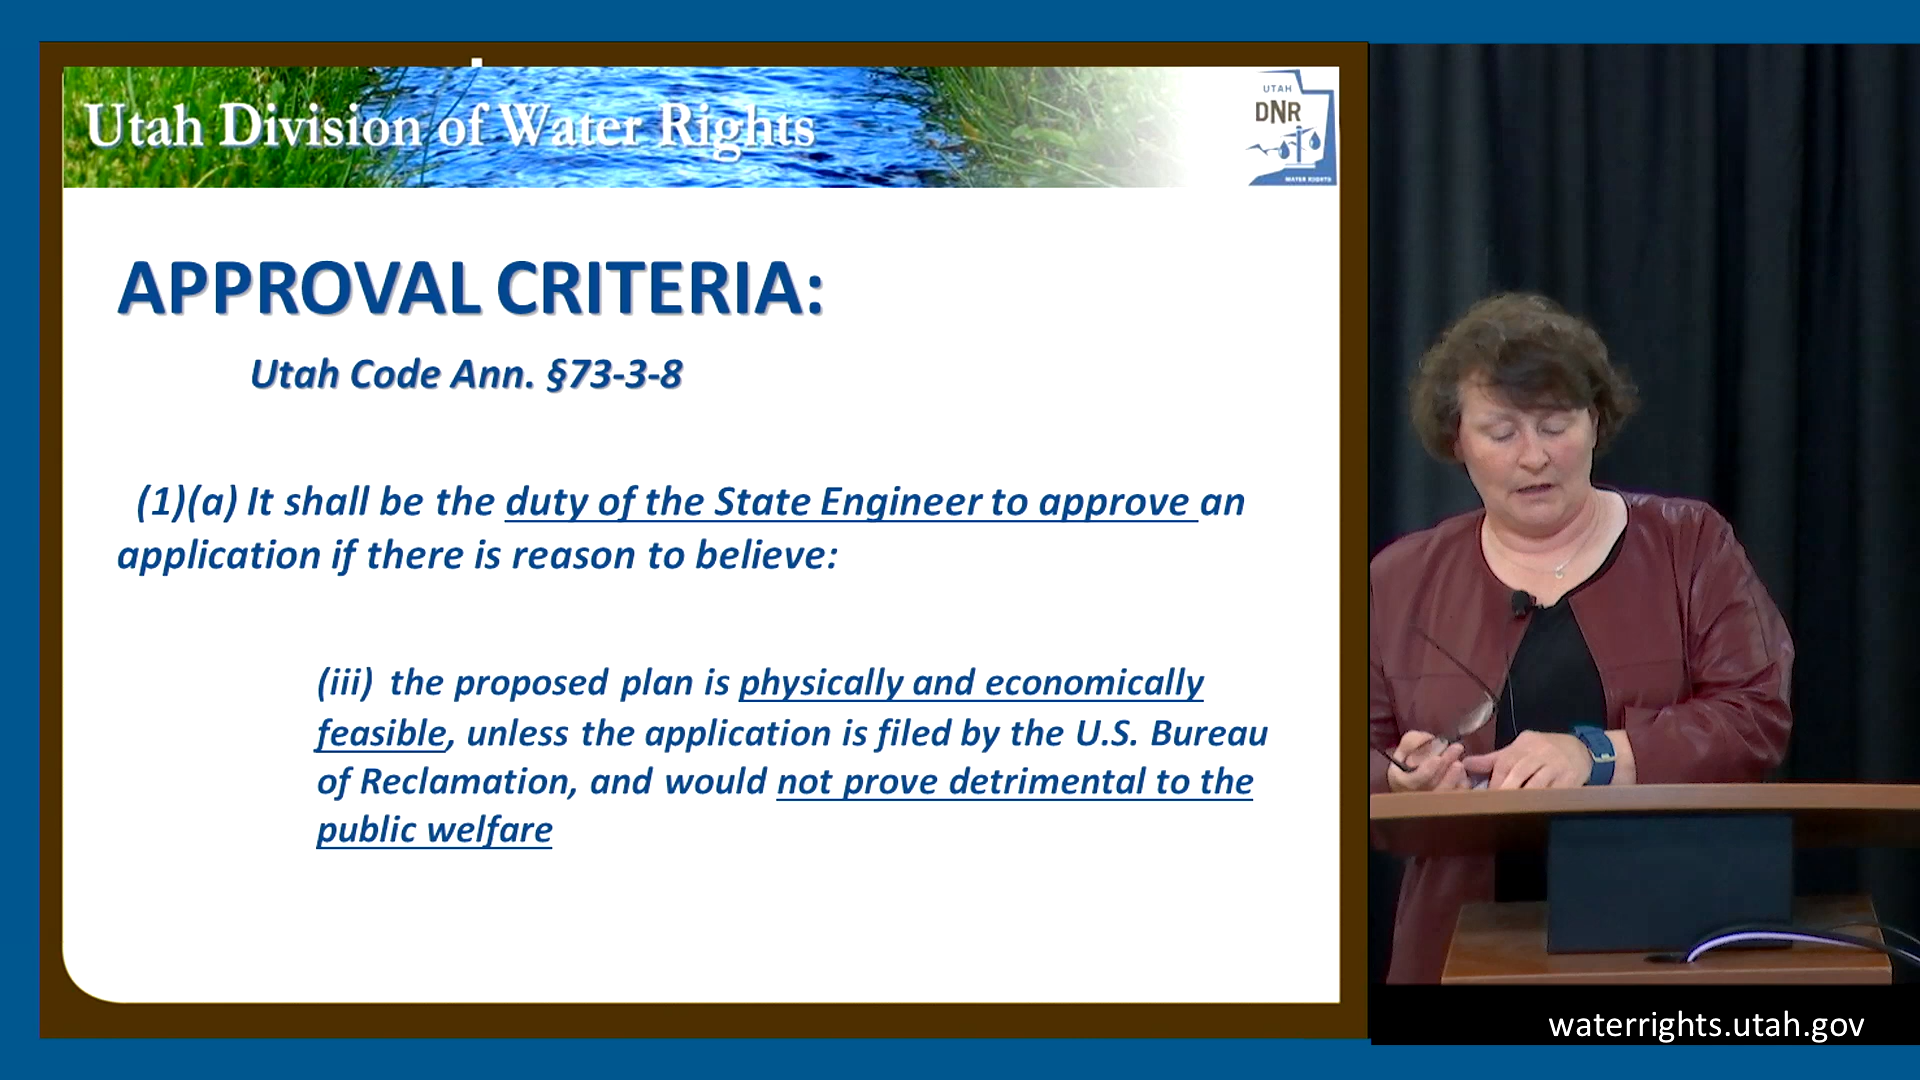 Utah Division of Water Rights
UTAH
DNR
WATER RIGHTS
APPROVAL CRITERIA:
Utah Code Ann. §73-3-8
(1)(a) It shall be the duty of the State Engineer to approve an
application if there is reason to believe:
(iii) the proposed plan is physically and economically
feasible, unless the application is filed by the U.S. Bureau
of Reclamation, and would not prove detrimental to the
public welfare
waterrights.utah.gov